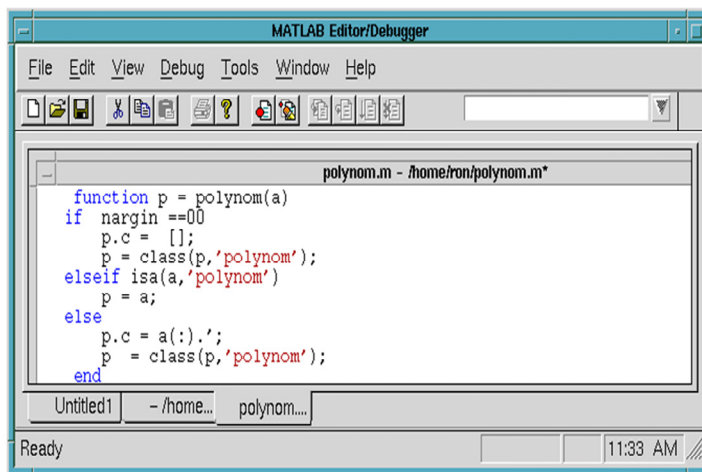 MATLAB Editor/Debugger
File Edit View Debug Tools Window Help
polynom.m - /home/ron/polynom.m*
function p = polynom(a)
if nargin ==00
p.c = [];
p = class(p,'polynom');
elseif isa(a,'polynom')
p = a;
else
p.c = a(:).';
p = class(p,'polynom');
end
Untitled1 - /home... polynom....
Ready 11:33 AM